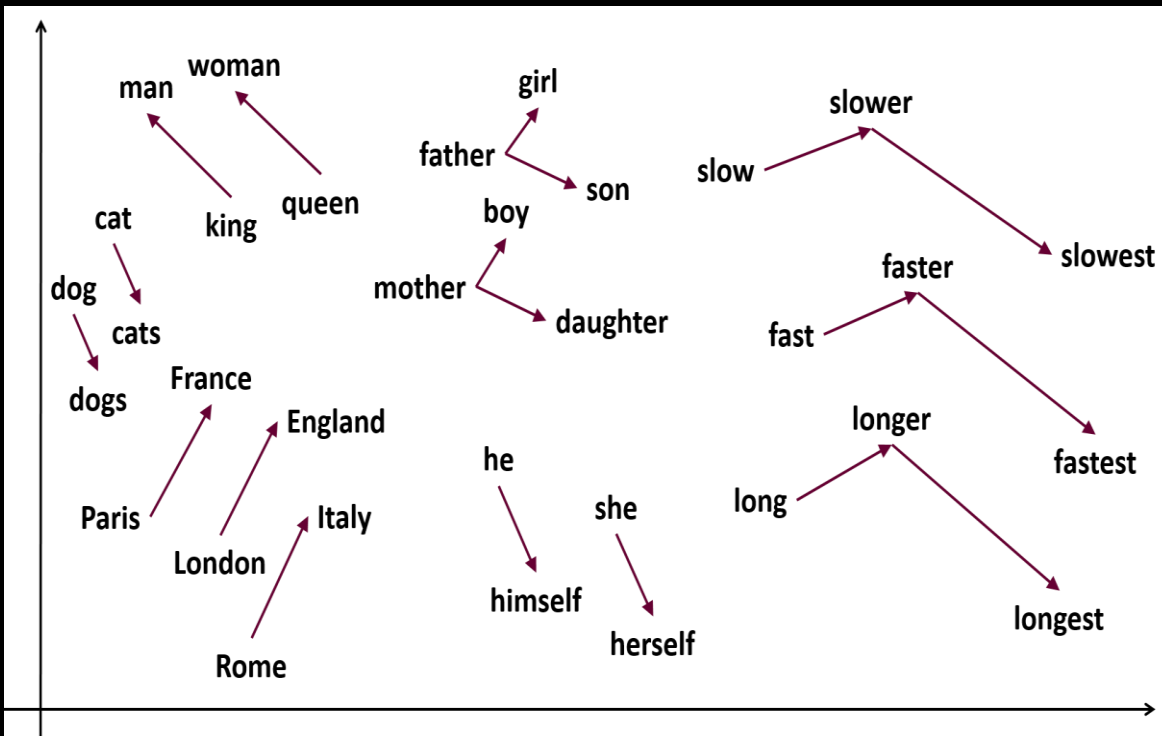 woman
man
queen
king
cat
dog
cats
dogs
France
England
Paris
Italy
London
Rome
girl
father
son
boy
mother
daughter
he
she
himself
herself
slower
slow
slowest
faster
fast
fastest
longer
long
longest